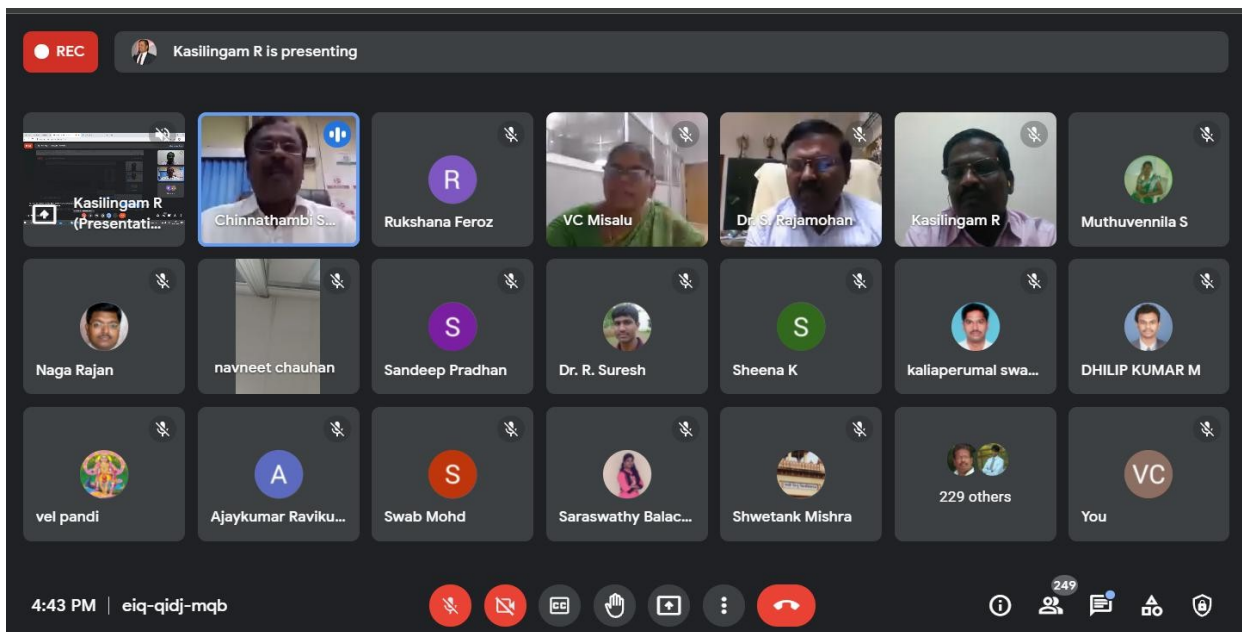 REC
Kasilingam R is presenting
Kasilingam R
(Presentati...
Chinnathambi S...
R
Rukshana Feroz
VC Misalu
Dr. S. Rajamohan
Kasilingam R
Muthuvennila S
Naga Rajan
navneet chauhan
S
Sandeep Pradhan
Dr. R. Suresh
S
Sheena K
kaliaperumal swa...
DHILIP KUMAR M
vel pandi
A
Ajaykumar Raviku...
S
Swab Mohd
Saraswathy Balac...
Shwetank Mishra
229 others
VC
You
4:43 PM | eiq-qidj-mqb
CC
249